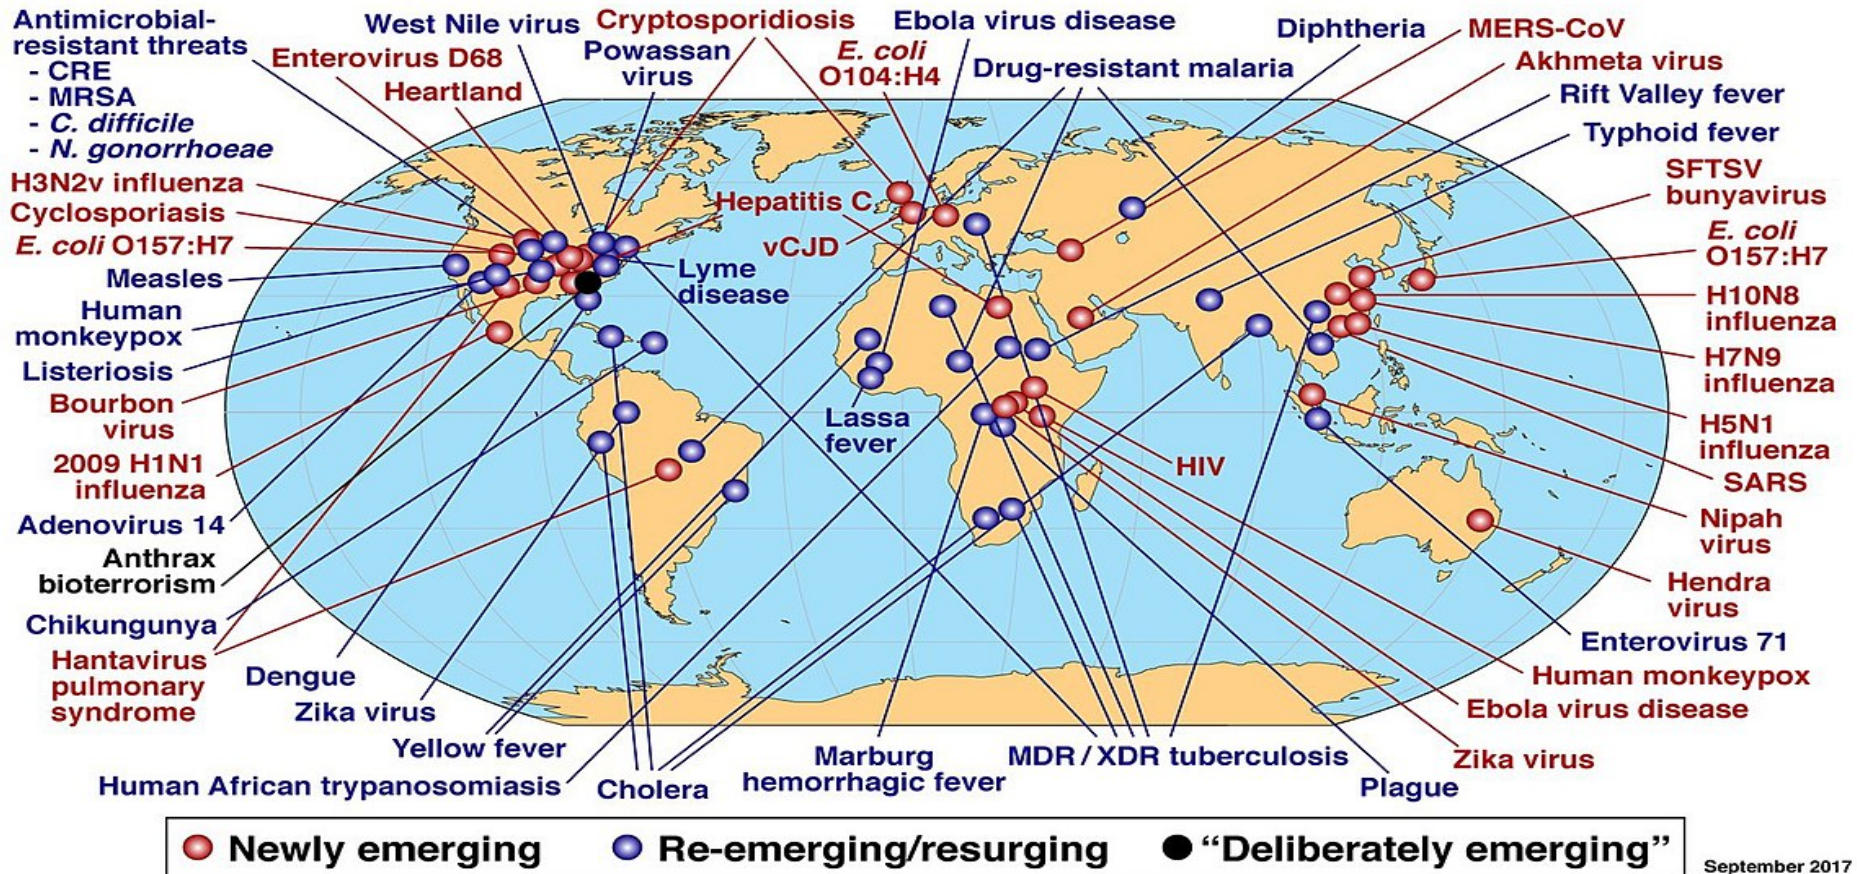 Antimicrobial-
resistant threats
- CRE
- MRSA
- C. difficile
- N. gonorrhoeae
West Nile virus
Enterovirus D68
Heartland
Cryptosporidiosis
Powassan
virus
E. coli
O104:H4
Ebola virus disease
Drug-resistant malaria
Diphtheria
MERS-CoV
Akhmeta virus
Rift Valley fever
Typhoid fever
SFTSV
bunyavirus
E. coli
O157:H7
H10N8
influenza
H7N9
influenza
H5N1
influenza
SARS
Nipah
virus
Hendra
virus
Enterovirus 71
Human monkeypox
Ebola virus disease
Zika virus
Plague
H3N2v influenza
Cyclosporiasis
E. coli O157:H7
Measles
Human
monkeypox
Listeriosis
Bourbon
virus
2009 H1N1
influenza
Adenovirus 14
Anthrax
bioterrorism
Chikungunya
Hantavirus
pulmonary
syndrome
Dengue
Zika virus
Yellow fever
Human African trypanosomiasis
Cholera
Marburg
hemorrhagic fever
MDR / XDR tuberculosis
Hepatitis C
vCJD
Lyme
disease
Lassa
fever
HIV
Newly emerging
Re-emerging/resurging
“Deliberately emerging”
September 2017